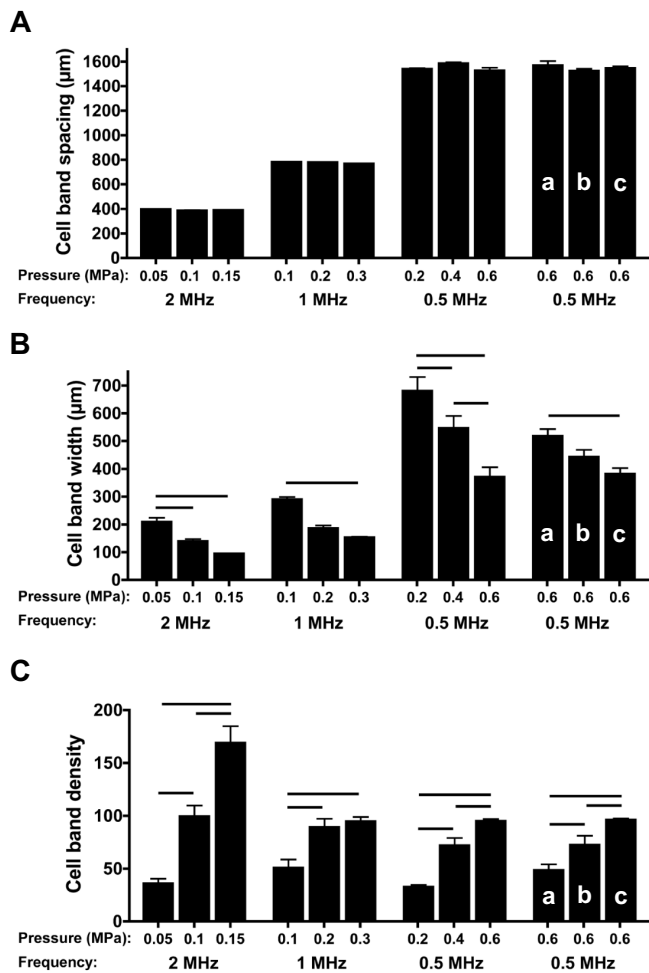 A
Cell band spacing (µm)
1600
1400
1200
1000
800
600
400
200
0
a b c
Pressure (MPa): 0.05 0.1 0.15 0.1 0.2 0.3 0.2 0.4 0.6 0.6 0.6 0.6
Frequency: 2 MHz 1 MHz 0.5 MHz 0.5 MHz
B
Cell band width (µm)
700
600
500
400
300
200
100
0
a b c
Pressure (MPa): 0.05 0.1 0.15 0.1 0.2 0.3 0.2 0.4 0.6 0.6 0.6 0.6
Frequency: 2 MHz 1 MHz 0.5 MHz 0.5 MHz
C
Cell band density
200
150
100
50
0
a b c
Pressure (MPa): 0.05 0.1 0.15 0.1 0.2 0.3 0.2 0.4 0.6 0.6 0.6 0.6
Frequency: 2 MHz 1 MHz 0.5 MHz 0.5 MHz